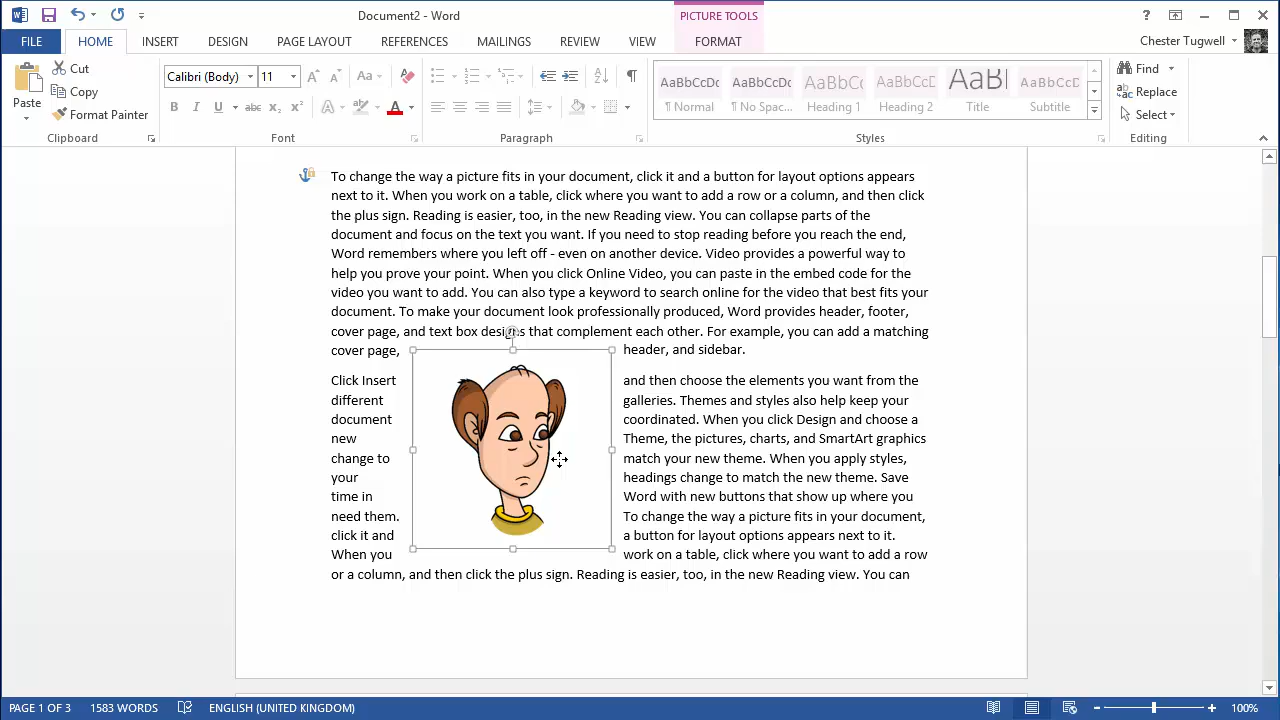 Document2 - Word
PICTURE TOOLS
?
FILE
HOME
INSERT
DESIGN
PAGE LAYOUT
REFERENCES
MAILINGS
REVIEW
VIEW
FORMAT
Chester Tugwell
Paste
Cut
Copy
Format Painter
Clipboard
Calibri (Body)
11
Font
Paragraph
AaBbCcDc
¶ Normal
AaBbCcDc
¶ No Spac...
AaBbCc
Heading 1
AaBbCcD
Heading 2
AaBl
Title
AaBbCcD
Subtitle
Styles
Find
Replace
Select
Editing
To change the way a picture fits in your document, click it and a button for layout options appears
next to it. When you work on a table, click where you want to add a row or a column, and then click
the plus sign. Reading is easier, too, in the new Reading view. You can collapse parts of the
document and focus on the text you want. If you need to stop reading before you reach the end,
Word remembers where you left off - even on another device. Video provides a powerful way to
help you prove your point. When you click Online Video, you can paste in the embed code for the
video you want to add. You can also type a keyword to search online for the video that best fits your
document. To make your document look professionally produced, Word provides header, footer,
cover page, and text box designs that complement each other. For example, you can add a matching
cover page, header, and sidebar.
Click Insert and then choose the elements you want from the
different galleries. Themes and styles also help keep your
document coordinated. When you click Design and choose a
new Theme, the pictures, charts, and SmartArt graphics
change to match your new theme. When you apply styles,
your headings change to match the new theme. Save
time in Word with new buttons that show up where you
need them. To change the way a picture fits in your document,
click it and a button for layout options appears next to it.
When you work on a table, click where you want to add a row
or a column, and then click the plus sign. Reading is easier, too, in the new Reading view. You can
PAGE 1 OF 3
1583 WORDS
ENGLISH (UNITED KINGDOM)
100%